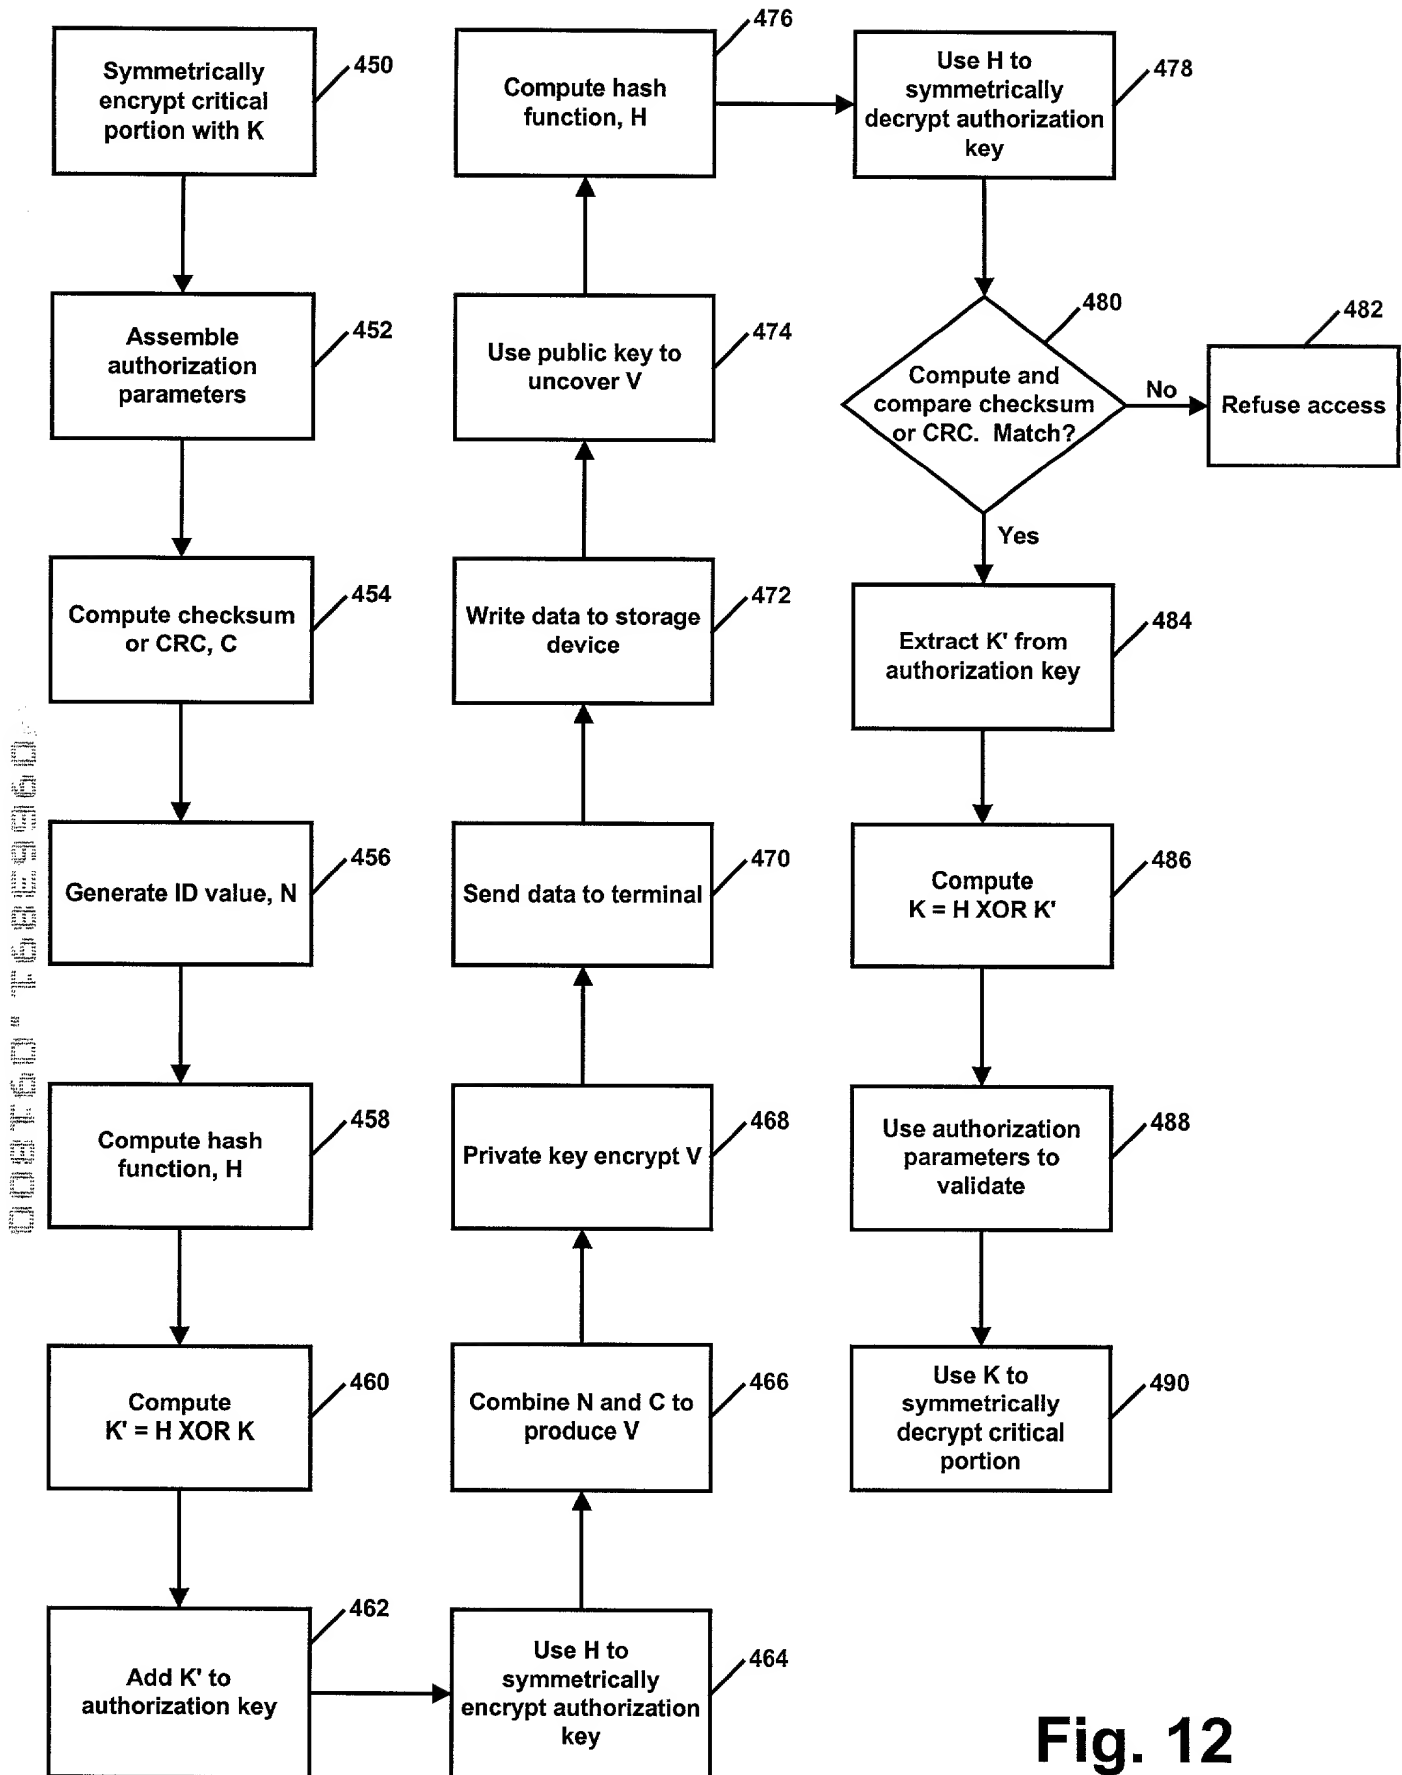 Symmetrically
encrypt critical
portion with K
450
Assemble
authorization
parameters
452
Compute checksum
or CRC, C
454
Generate ID value, N
456
Compute hash
function, H
458
Compute
K' = H XOR K
460
Add K' to
authorization key
462
Use H to
symmetrically
encrypt authorization
key
464
Combine N and C to
produce V
466
Private key encrypt V
468
Send data to terminal
470
Write data to storage
device
472
Use public key to
uncover V
474
Compute hash
function, H
476
Use H to
symmetrically
decrypt authorization
key
478
Compute and
compare checksum
or CRC. Match?
480
No
Refuse access
482
Yes
Extract K' from
authorization key
484
Compute
K = H XOR K'
486
Use authorization
parameters to
validate
488
Use K to
symmetrically
decrypt critical
portion
490
Fig. 12